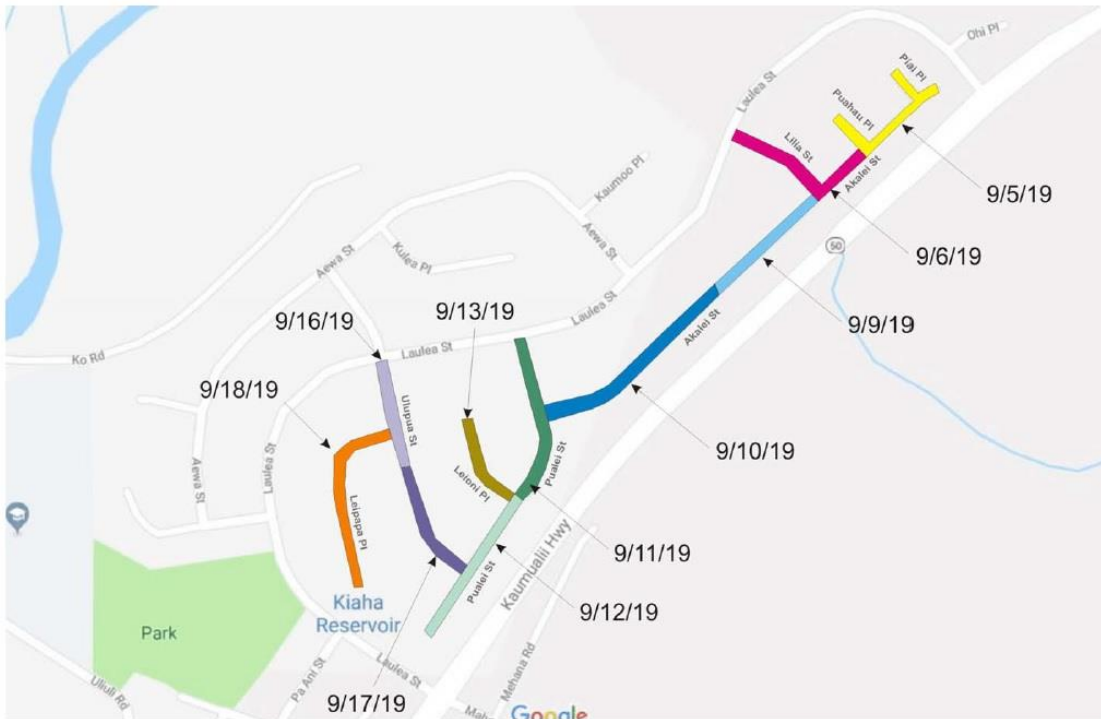 Ohi Pl
Piai Pl
Laulea St
Puahau Pl
Lilia St
Akalei St
9/5/19
Kaumoo Pl
9/6/19
50
Aewa St
Aewa St
Kulea Pl
9/16/19
9/13/19
Laulea St
9/9/19
Akalei St
Ko Rd
Laulea St
9/18/19
Ulupua St
Laulea St
Pualei St
9/10/19
Aewa St
Leipapa Pl
Leloni Pl
Kaumualii Hwy
9/11/19
Pualei St
Kiaha
Reservoir
9/12/19
Park
Laulea St
Pa Ani St
Mehana Rd
Uliuli Rd
9/17/19
Google